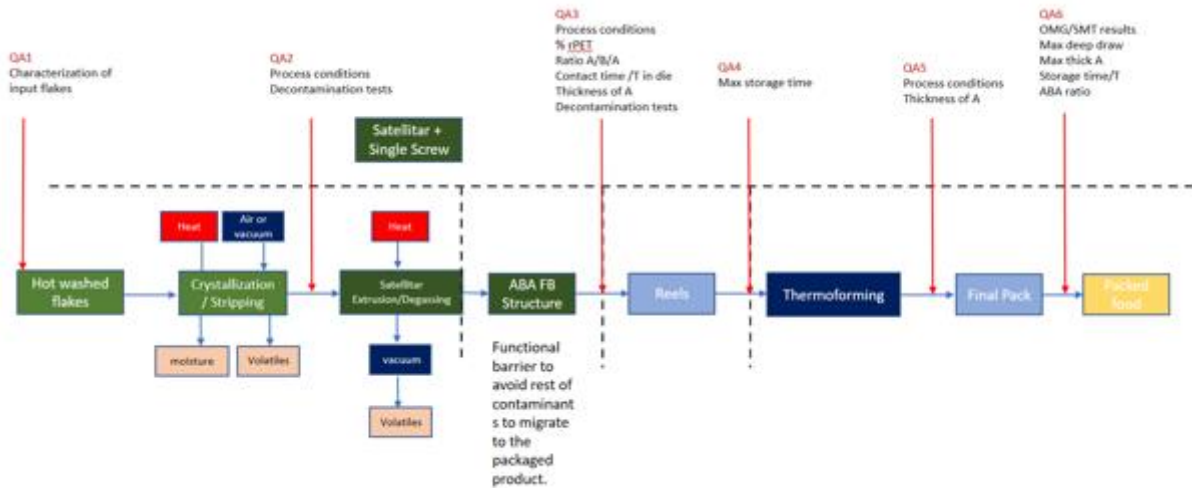 QA1
Characterization of
input flakes
QA2
Process conditions
Decontamination tests
QA3
Process conditions
% rPET
Ratio A/B/A
Contact time /T in die
Thickness of A
Decontamination tests
QA4
Max storage time
QA5
Process conditions
Thickness of A
QA6
OMG/SMT results
Max deep draw
Max thick A
Storage time/T
ABA ratio
Satellitar +
Single Screw
Heat
Air or
vacuum
Heat
Hot washed
flakes
Crystallization
/ Stripping
Satellitar
Extrusion/Degassing
ABA FB
Structure
Reels
Thermoforming
Final Pack
Packed
food
moisture
Volatiles
vacuum
Volatiles
Functional
barrier to
avoid rest of
contaminant
s to migrate
to the
packaged
product.